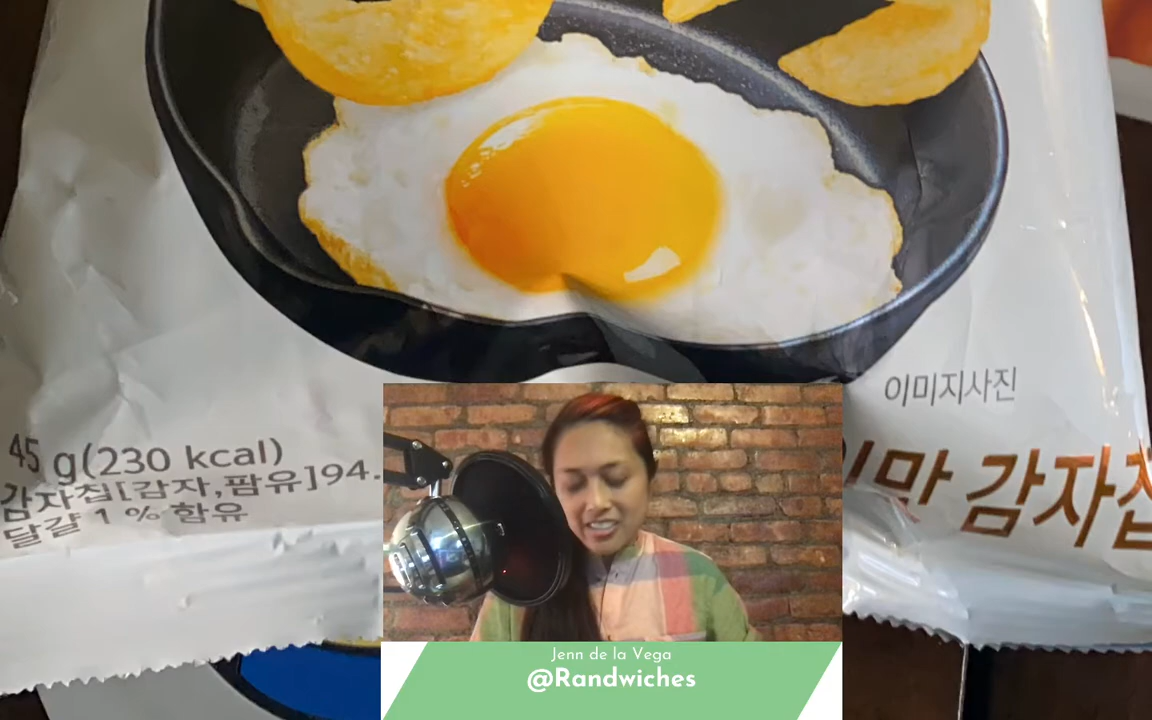 이미지사진
45 g(230 kcal)
감자칩[감자,팜유]94.
달걀 1 % 함유
맛 감자칩
Jenn de la Vega
@Randwiches